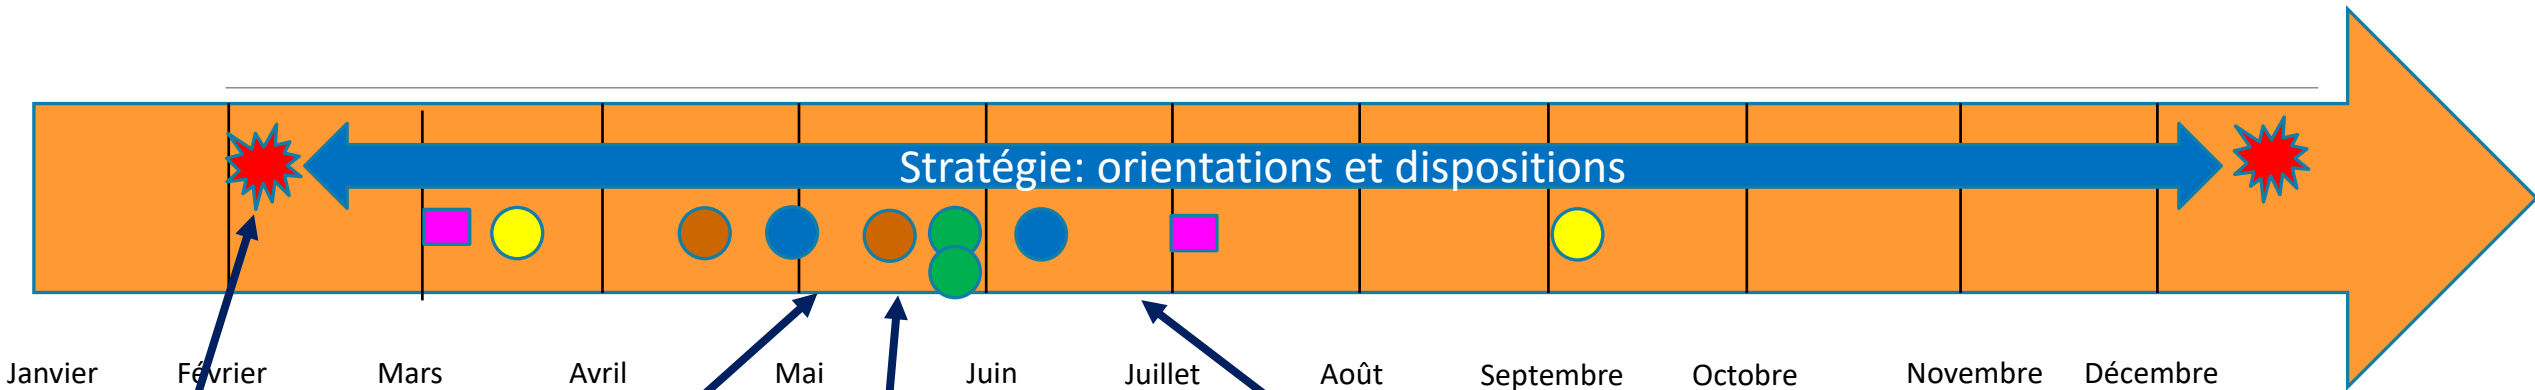 Stratégie: orientations et dispositions
Janvier Février Mars Avril Mai Juin Juillet Août Septembre Octobre Novembre Décembre